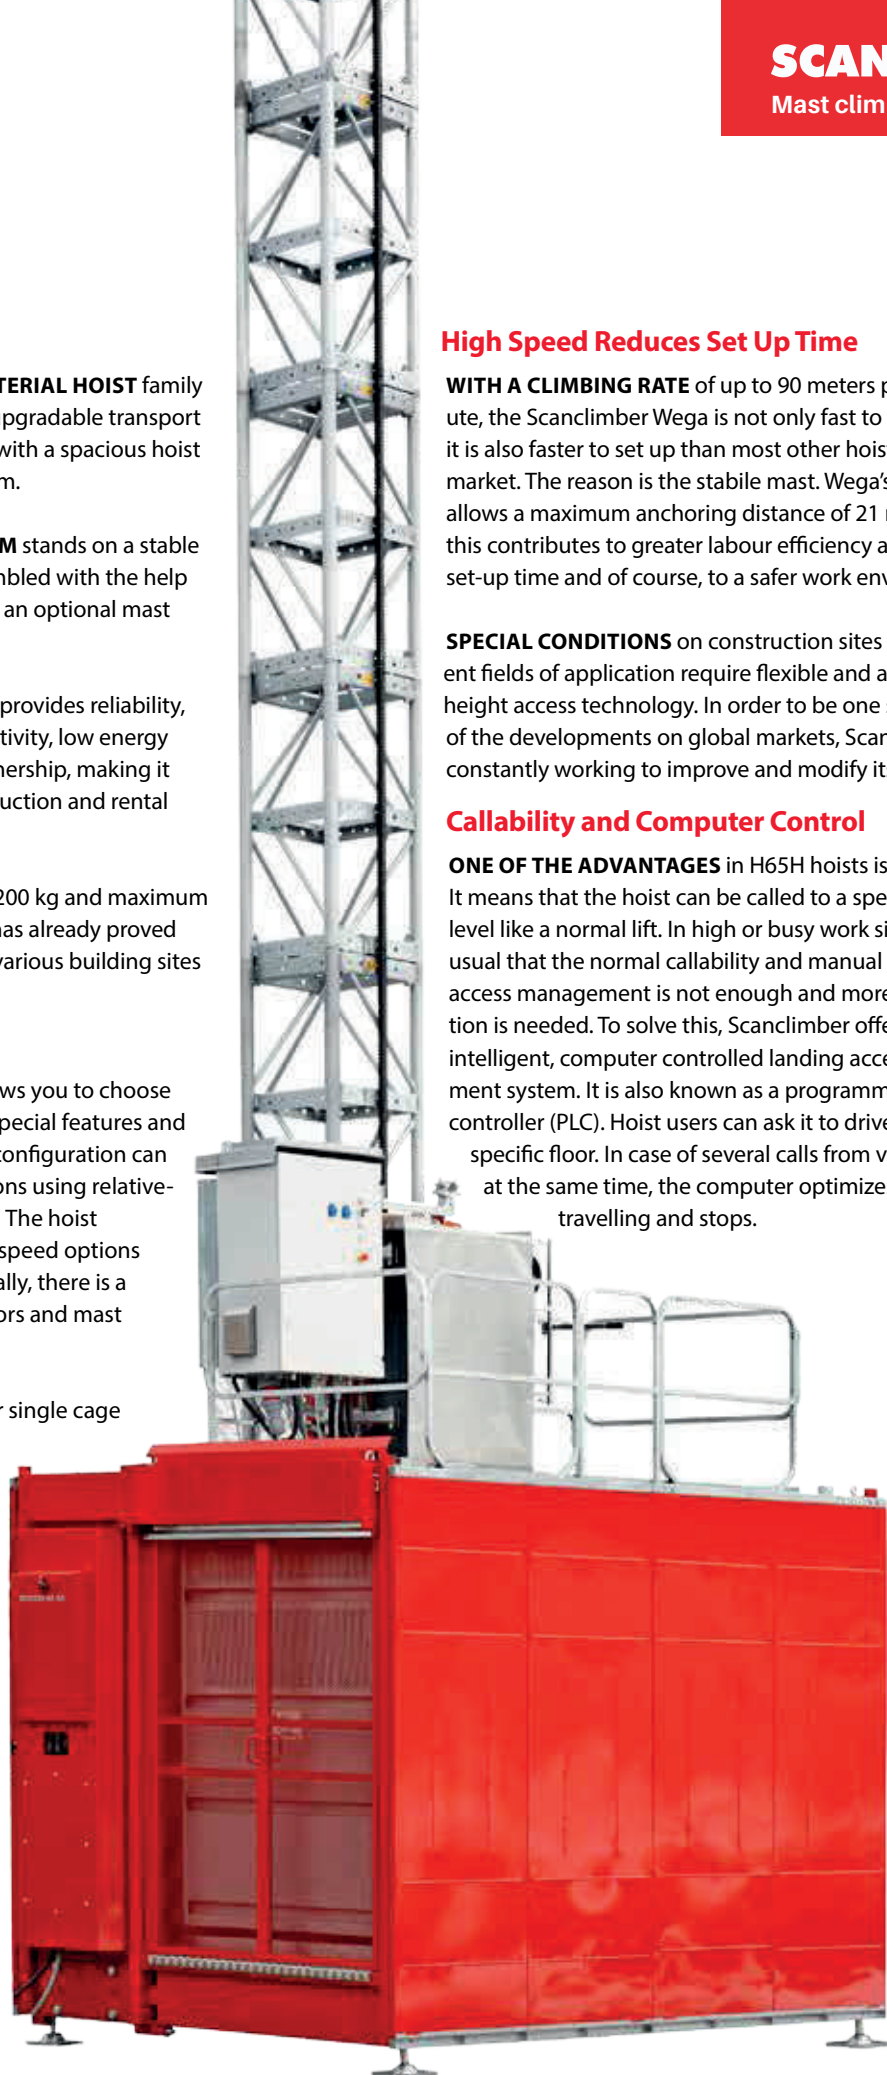 SCAN
Mast clim
TERIAL HOIST family
upgradable transport
with a spacious hoist
m.
M stands on a stable
mbled with the help
an optional mast
provides reliability,
tivity, low energy
nership, making it
uction and rental
200 kg and maximum
has already proved
various building sites
ws you to choose
pecial features and
configuration can
ons using relative-
The hoist
speed options
ally, there is a
ors and mast
r single cage
High Speed Reduces Set Up Time
WITH A CLIMBING RATE of up to 90 meters p
ute, the Scanclimber Wega is not only fast to
it is also faster to set up than most other hois
market. The reason is the stabile mast. Wega's
allows a maximum anchoring distance of 21 
this contributes to greater labour efficiency a
set-up time and of course, to a safer work env
SPECIAL CONDITIONS on construction sites
ent fields of application require flexible and a
height access technology. In order to be one s
of the developments on global markets, Scan
constantly working to improve and modify its
Callability and Computer Control
ONE OF THE ADVANTAGES in H65H hoists is
It means that the hoist can be called to a spe
level like a normal lift. In high or busy work si
usual that the normal callability and manual
access management is not enough and more
tion is needed. To solve this, Scanclimber offe
intelligent, computer controlled landing acce
ment system. It is also known as a programm
controller (PLC). Hoist users can ask it to drive
specific floor. In case of several calls from v
at the same time, the computer optimize
travelling and stops.